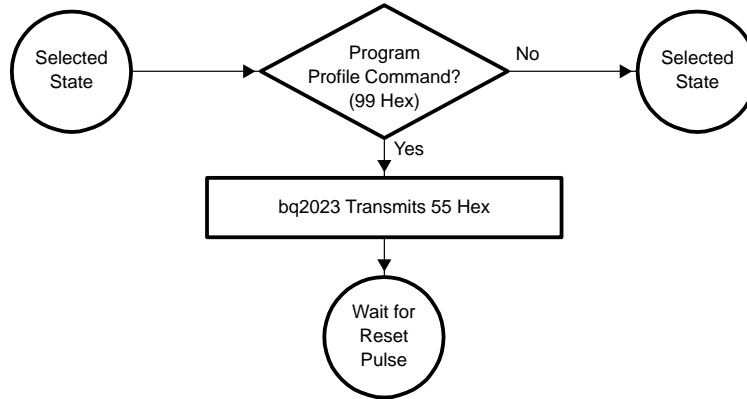 Selected
State
Program
Profile Command?
(99 Hex)
No
Selected
State
Yes
bq2023 Transmits 55 Hex
Wait for
Reset
Pulse